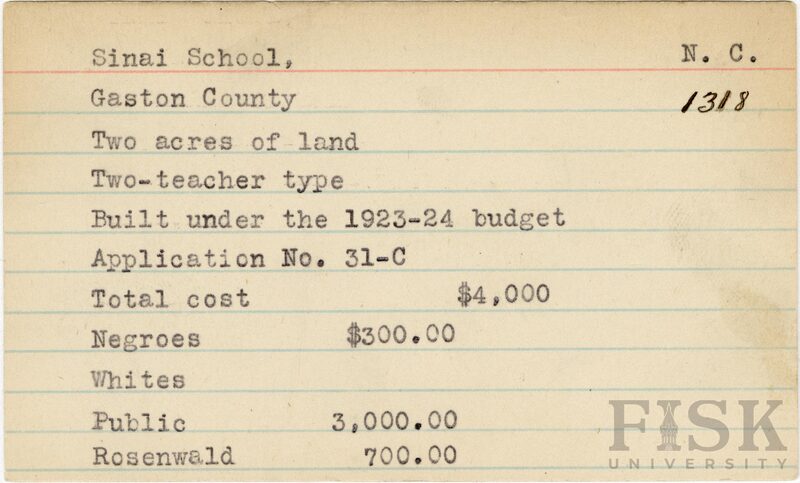 Sinai School, N. C.
Gaston County 1318
Two acres of land
Two-teacher type
Built under the 1923-24 budget
Application No. 31-C
Total cost $4,000
Negroes $300.00
Whites
Public 3,000.00
Rosenwald 700.00
FISK
UNIVERSITY